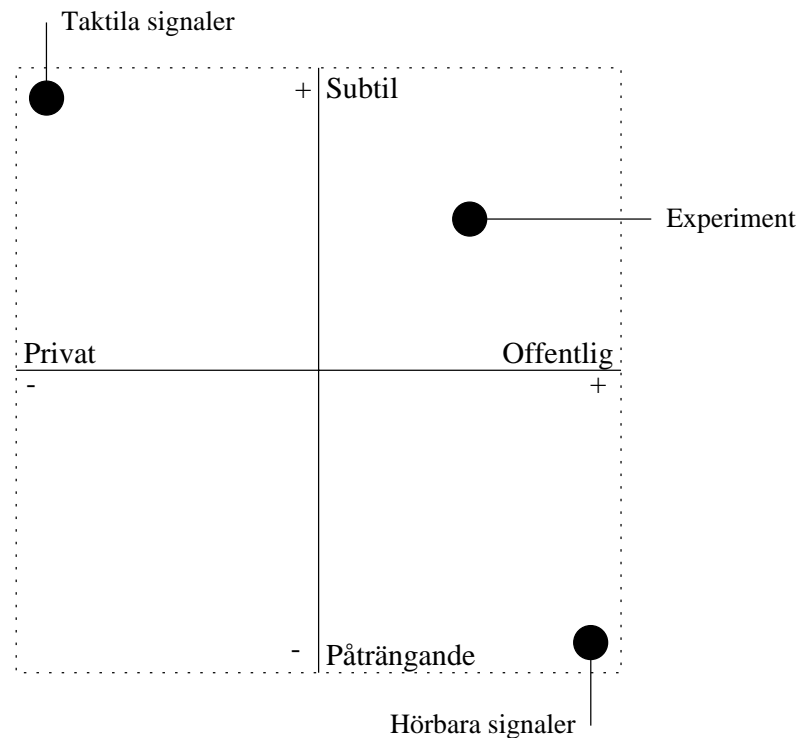 Taktila signaler
+ Subtil
Experiment
Privat
Offentlig
-
+
- Påträngande
Hörbara signaler